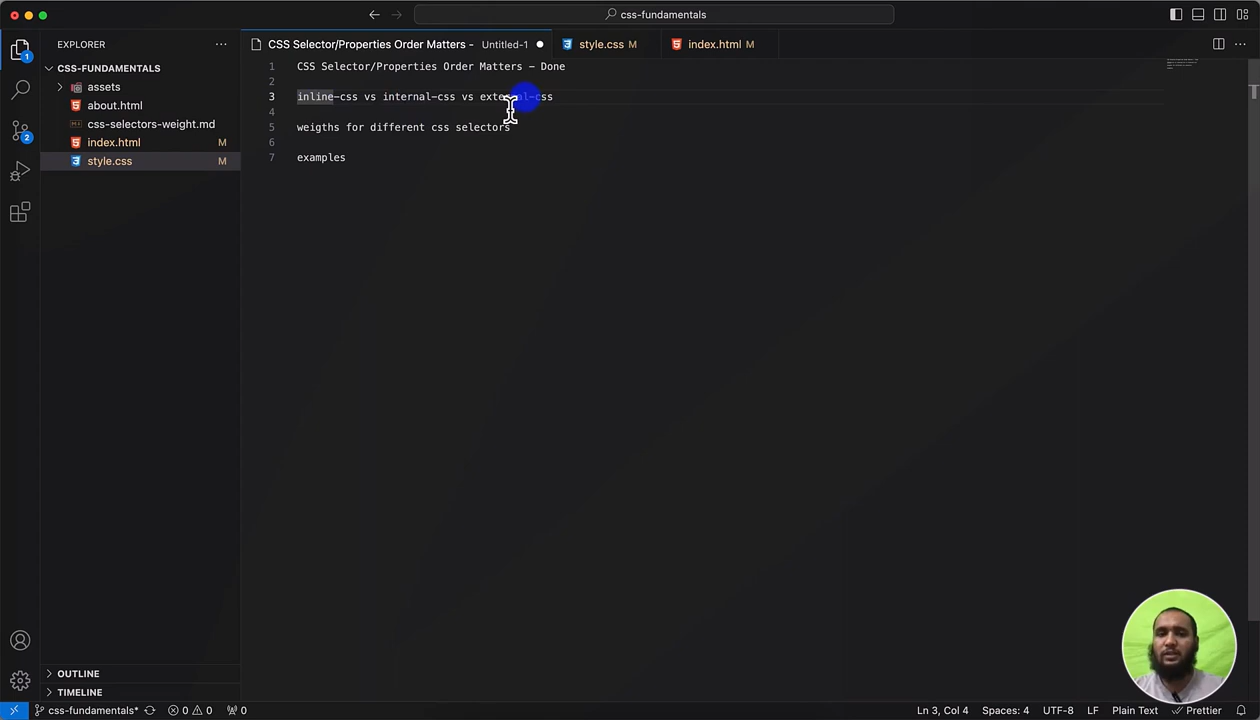 css-fundamentals
EXPLORER
CSS Selector/Properties Order Matters - Untitled-1
style.css M
index.html M
CSS-FUNDAMENTALS
assets
about.html
css-selectors-weight.md
index.html M
style.css M
1 CSS Selector/Properties Order Matters - Done
2
3 inline-css vs internal-css vs external-css
4
5 weigths for different css selectors
6
7 examples
1
2
OUTLINE
TIMELINE
css-fundamentals* 0 0 0 Ln 3, Col 4 Spaces: 4 UTF-8 LF Plain Text Prettier